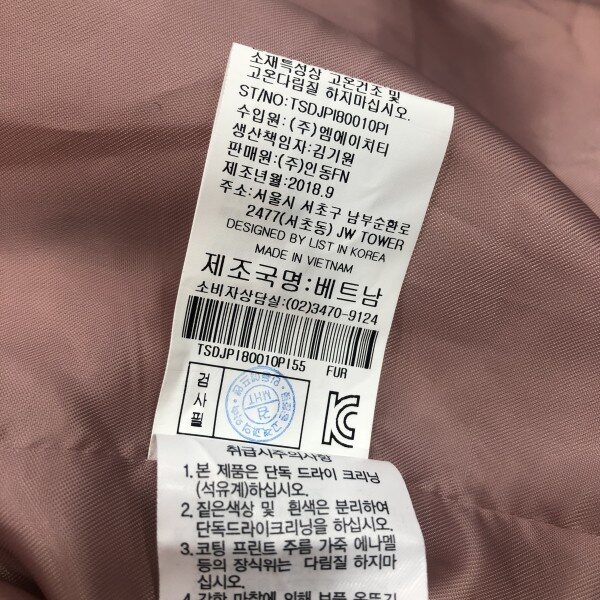 소재특성상 고온건조 및
고온다림질 하지마십시오.
ST/NO:TSDJPI80010PI
수입원:(주)엠에이치티
생산책임자:김기원
판매원:(주)인동FN
제조년월:2018.9
주소:서울시 서초구 남부순환로
2477(서초동) JW TOWER
DESIGNED BY LIST IN KOREA
MADE IN VIETNAM
제조국명:베트남
소비자상담실:(02)3470-9124
TSDJPI80010PI55 FUR
검사필
MHT
취급시주의사항
1.본 제품은 단독 드라이 크리닝
(석유계)하십시오.
2.짙은색상 및 흰색은 분리하여
단독드라이크리닝을 하십시오.
3.코팅 프린트 주름 가죽 에나멜
등의 장식위는 다림질 하지마
십시오.
4.강한 마찰에 의해